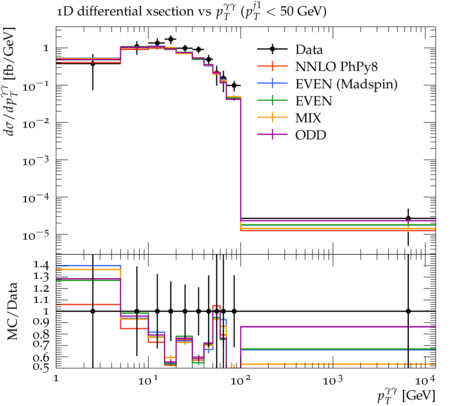 1D differential xsection vs p_T^γγ (p_T^j1 < 50 GeV)
dσ/dp_T^γγ [fb/GeV]
1
10^−1
10^−2
10^−3
10^−4
10^−5
Data
NNLO PhPy8
EVEN (Madspin)
EVEN
MIX
ODD
MC/Data
1.4
1.3
1.2
1.1
1
0.9
0.8
0.7
0.6
0.5
1 10^1 10^2 10^3 10^4
p_T^γγ [GeV]